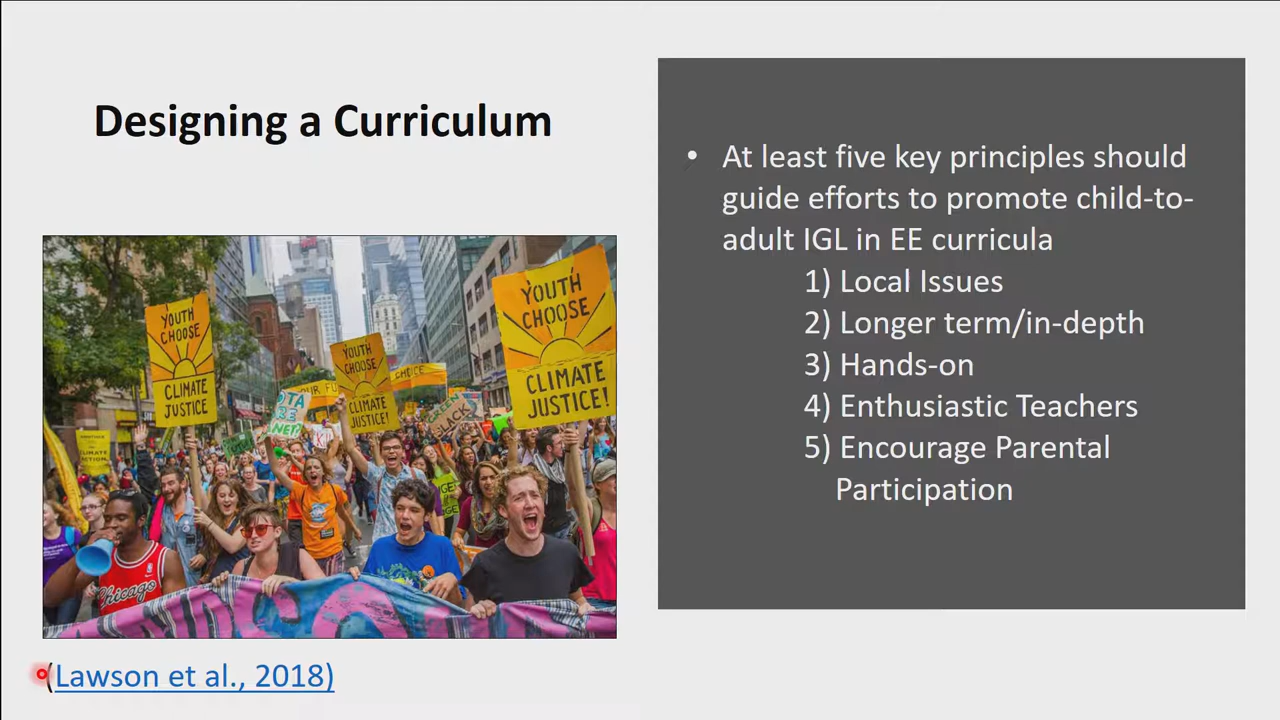 Designing a Curriculum
• At least five key principles should
guide efforts to promote child-to-
adult IGL in EE curricula
1) Local Issues
2) Longer term/in-depth
3) Hands-on
4) Enthusiastic Teachers
5) Encourage Parental
Participation
YOUTH
CHOOSE
CLIMATE
JUSTICE
YOUTH
CHOOSE
CLIMATE
JUSTICE!
YOUTH
CHOOSE
CLIMATE
JUSTICE!
CLIMATE
Chicago
(Lawson et al., 2018)